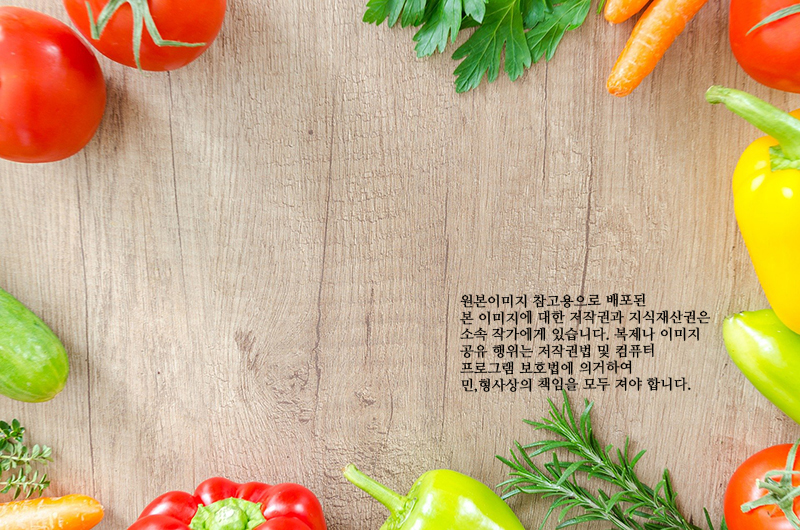 원본이미지 참고용으로 배포된
본 이미지에 대한 저작권과 지식재산권은
소속 작가에게 있습니다. 복제나 이미지
공유 행위는 저작권법 및 컴퓨터
프로그램 보호법에 의거하여
민,형사상의 책임을 모두 져야 합니다.